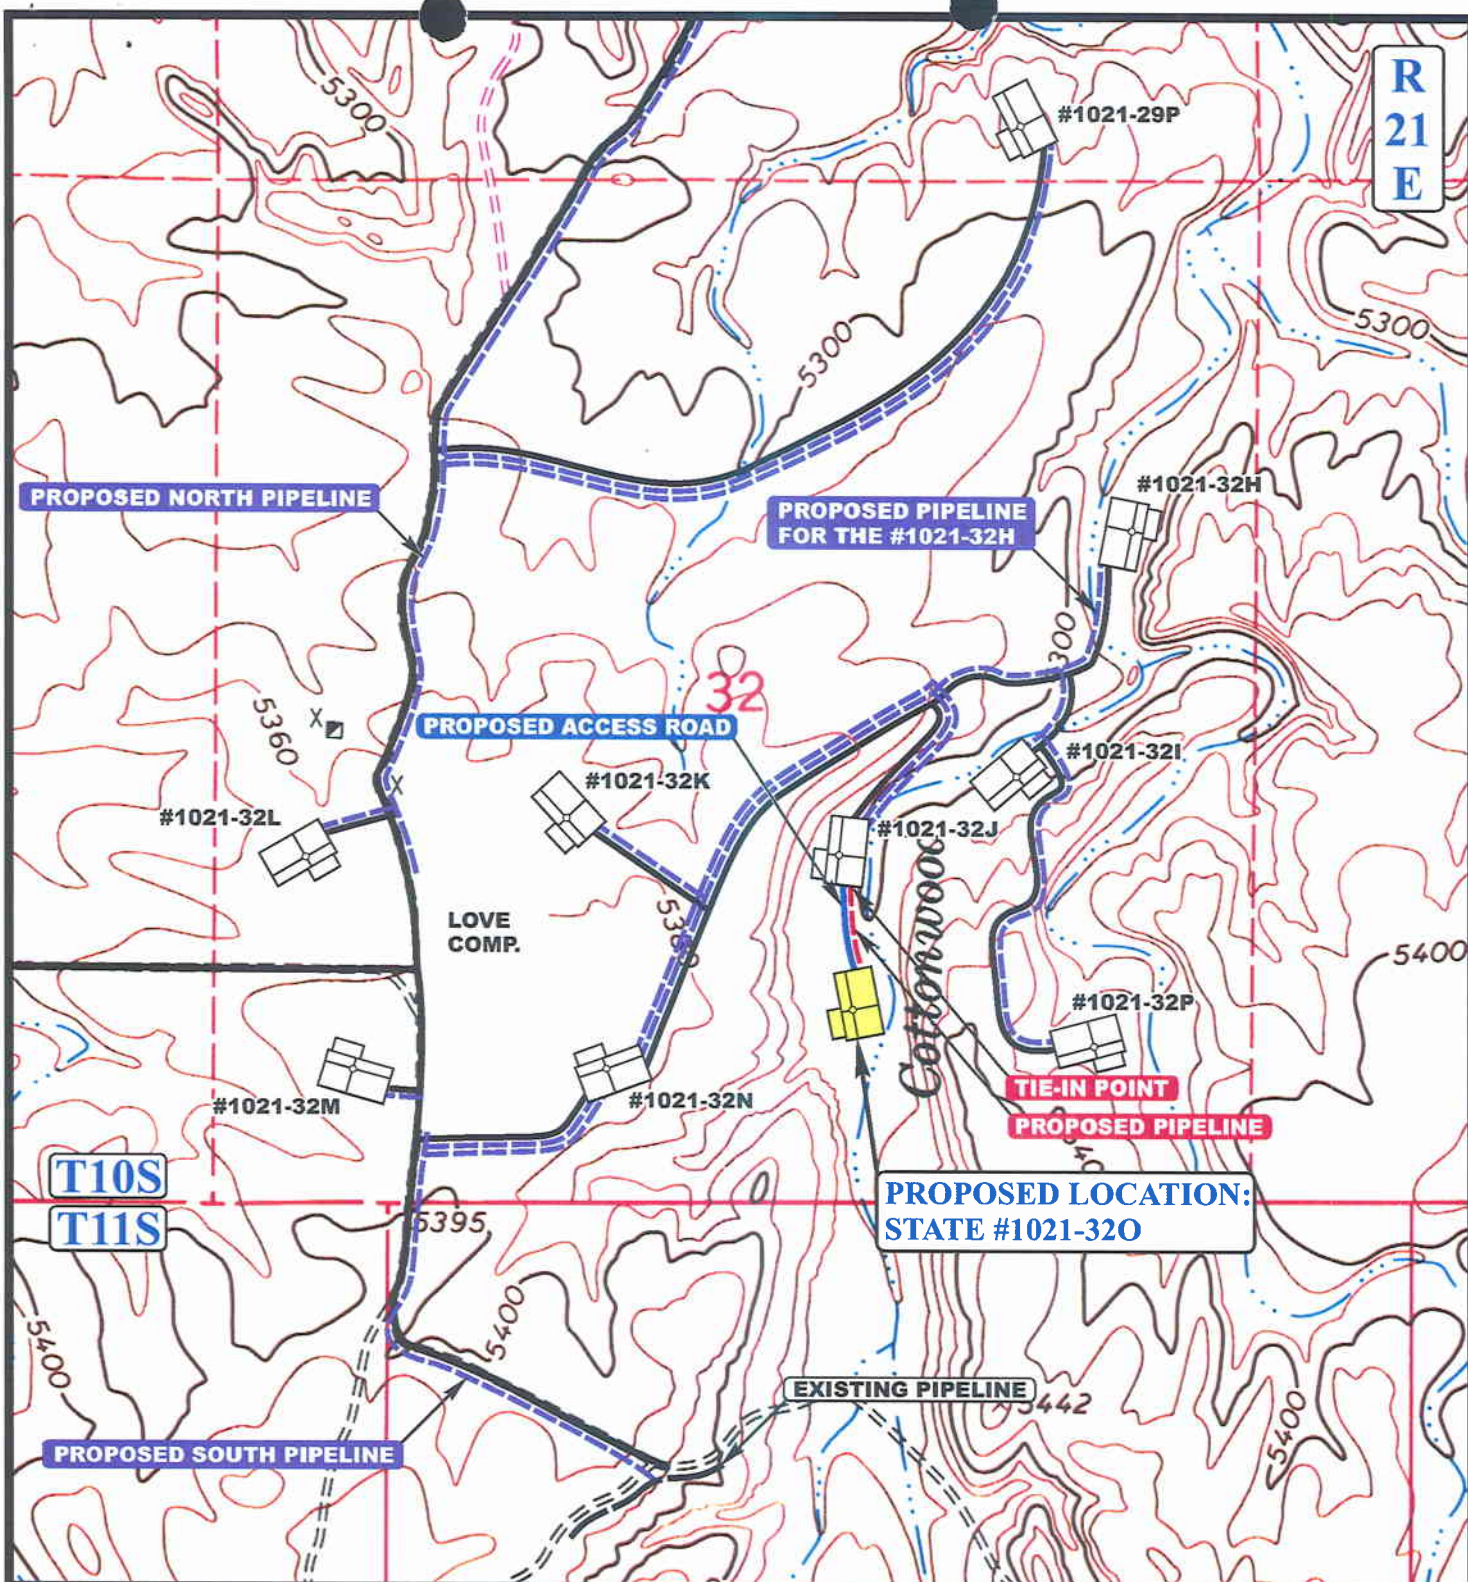 R
21
E
5300
#1021-29P
5300
5300
#1021-32H
PROPOSED NORTH PIPELINE
PROPOSED PIPELINE
FOR THE #1021-32H
300
32
5360
X
PROPOSED ACCESS ROAD
#1021-32I
#1021-32K
X
#1021-32L
#1021-32J
LOVE
COMP.
Cottonwood
5400
#1021-32P
#1021-32M
#1021-32N
TIE-IN POINT
PROPOSED PIPELINE
T10S
T11S
PROPOSED LOCATION:
STATE #1021-32O
5395
5400
5400
EXISTING PIPELINE
5442
5400
PROPOSED SOUTH PIPELINE